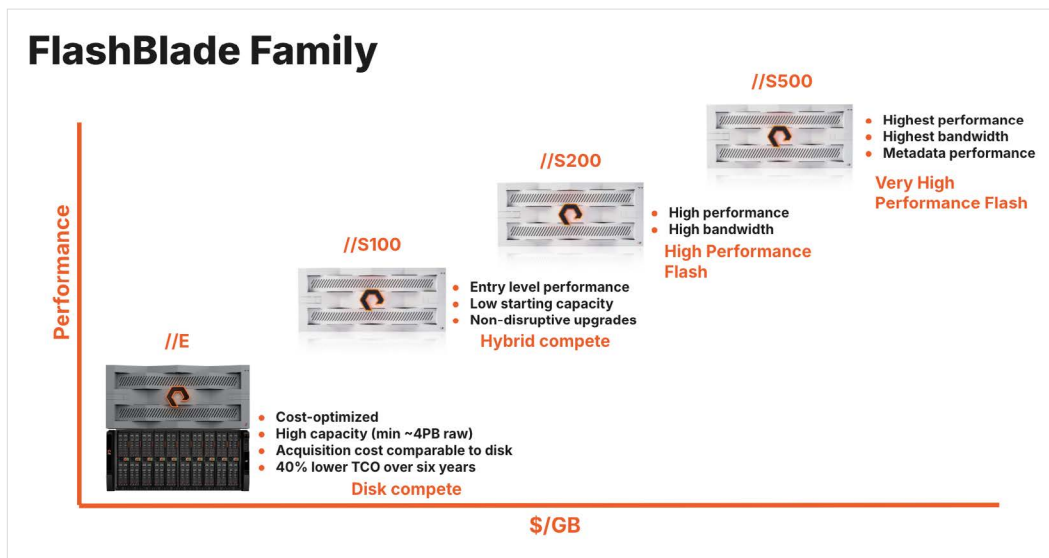 FlashBlade Family
//S500
Highest performance
Highest bandwidth
Metadata performance
Very High
Performance Flash
//S200
High performance
High bandwidth
High Performance
Flash
//S100
Entry level performance
Low starting capacity
Non-disruptive upgrades
Hybrid compete
//E
Cost-optimized
High capacity (min ~4PB raw)
Acquisition cost comparable to disk
40% lower TCO over six years
Disk compete
Performance
$/GB